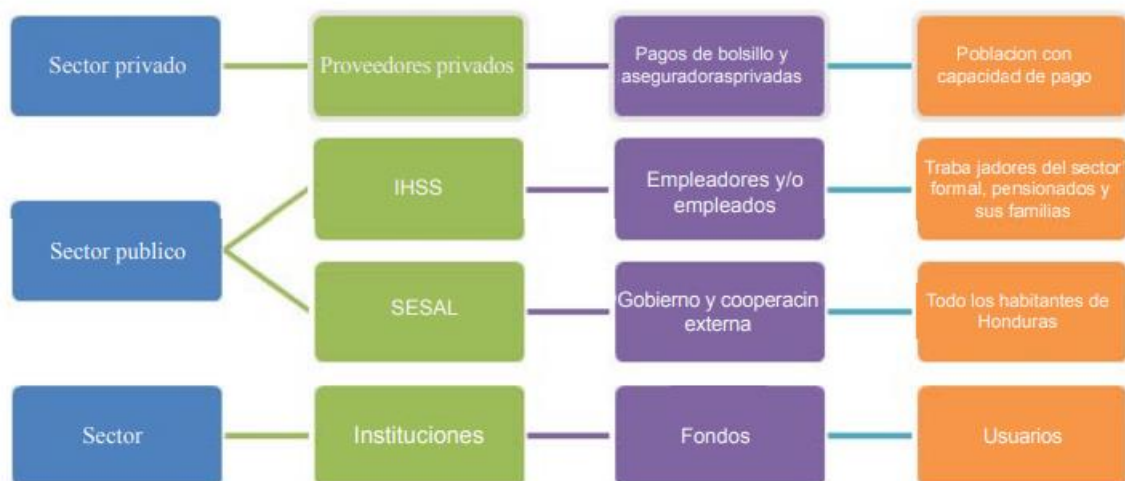 Sector privado
Proveedores privados
Pagos de bolsillo y
aseguradorasprivadas
Poblacion con
capacidad de pago
Sector publico
IHSS
Empleadores y/o
empleados
Traba jadores del sector
formal, pensionados y
sus familias
SESAL
Gobierno y cooperacin
externa
Todo los habitantes de
Honduras
Sector
Instituciones
Fondos
Usuarios